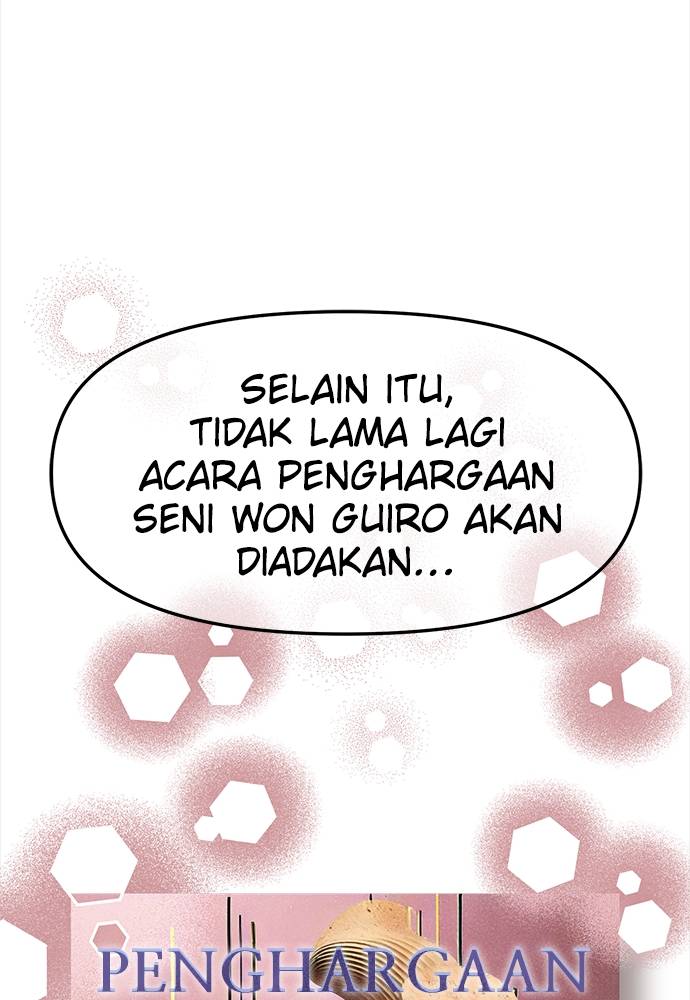 SELAIN ITU,
TIDAK LAMA LAGI
ACARA PENGHARGAAN
SENI WON GUIRO AKAN
DIADAKAN...
PENGHARGAAN